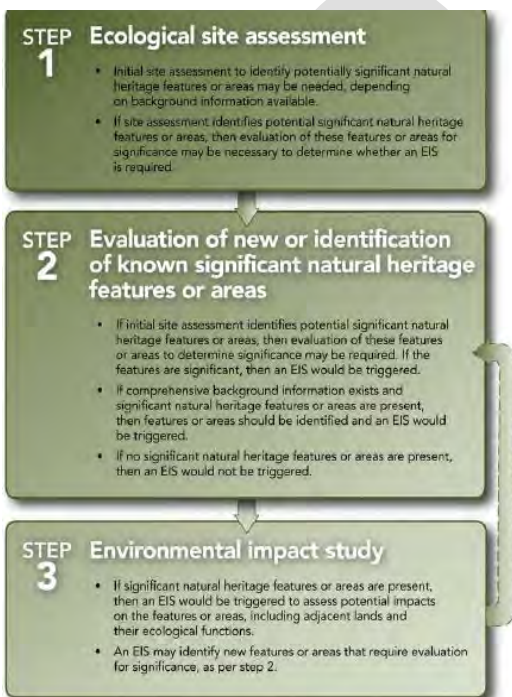 STEP 1
Ecological site assessment
• Initial site assessment to identify potentially significant natural
heritage features or areas may be needed, depending
on background information available.
• If site assessment identifies potential significant natural heritage
features or areas, then evaluation of these features or areas for
significance may be necessary to determine whether an EIS
is required.
STEP 2
Evaluation of new or identification
of known significant natural heritage
features or areas
• If initial site assessment identifies potential significant natural
heritage features or areas, then evaluation of these features
or areas to determine significance may be required. If the
features are significant, then an EIS would be triggered.
• If comprehensive background information exists and
significant natural heritage features or areas are present,
then features or areas should be identified and an EIS would
be triggered.
• If no significant natural heritage features or areas are present,
then an EIS would not be triggered.
STEP 3
Environmental impact study
• If significant natural heritage features or areas are present,
then an EIS would be triggered to assess potential impacts
on the features or areas, including adjacent lands and
their ecological functions.
• An EIS may identify new features or areas that require evaluation
for significance, as per step 2.